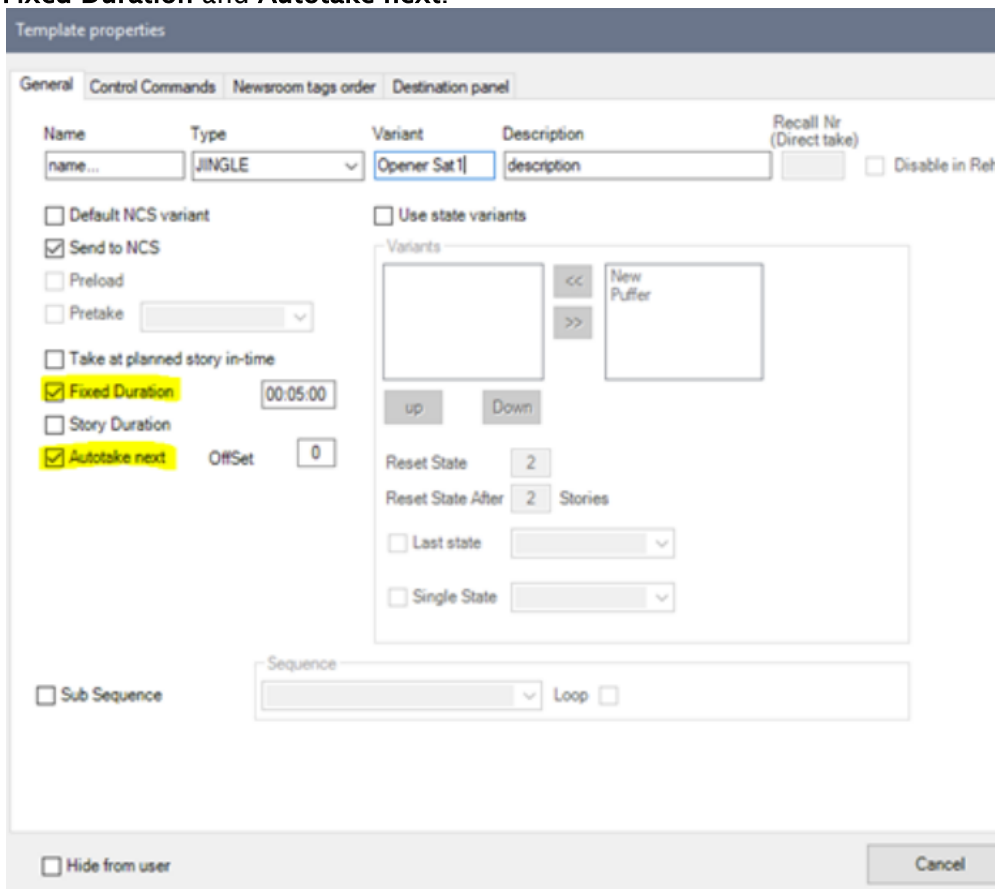 Fixed Duration and Autotake next.
Template properties
General Control Commands Newsroom tags order Destination panel
Name Type Variant Description Recall Nr
(Direct take)
name... JINGLE Opener Sat1 description Disable in Reh
Default NCS variant Use state variants
Send to NCS Variants
Preload << New
Puffer
Pretake >>
Take at planned story in-time
Fixed Duration 00:05:00 up Down
Story Duration
Autotake next OffSet 0 Reset State 2
Reset State After 2 Stories
Last state
Single State
Sequence
Sub Sequence Loop
Hide from user Cancel